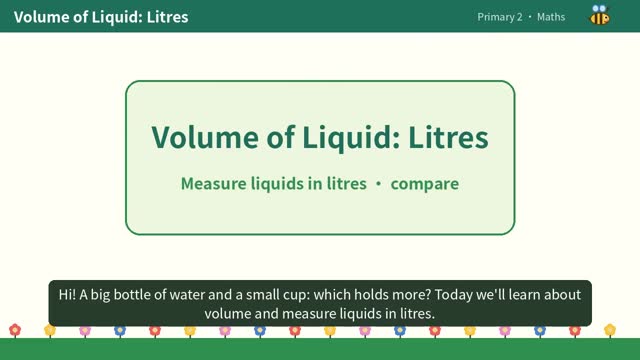 Volume of Liquid: Litres
Primary 2 • Maths
Volume of Liquid: Litres
Measure liquids in litres • compare
Hi! A big bottle of water and a small cup: which holds more? Today we'll learn about
volume and measure liquids in litres.